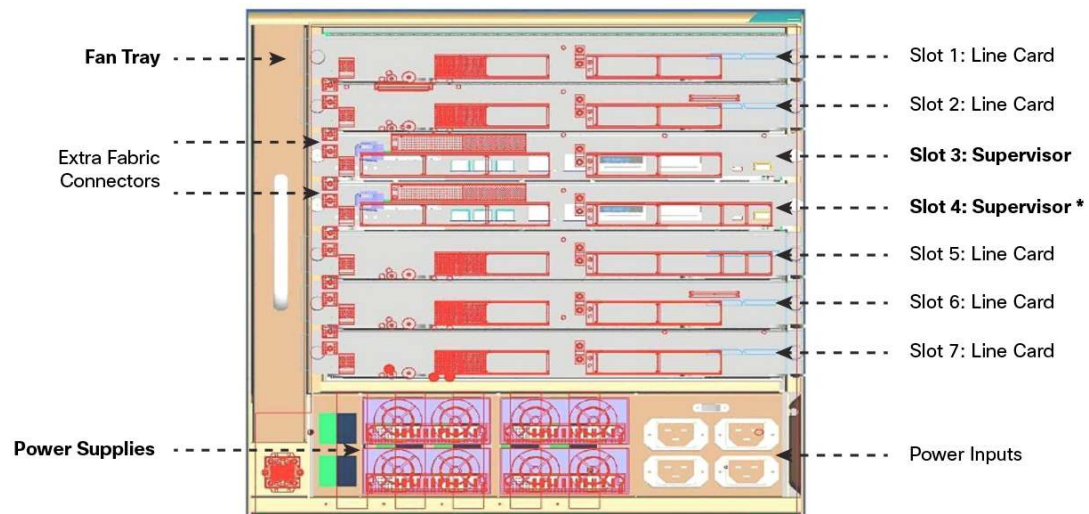 Fan Tray
Extra Fabric
Connectors
Power Supplies
Slot 1: Line Card
Slot 2: Line Card
Slot 3: Supervisor
Slot 4: Supervisor *
Slot 5: Line Card
Slot 6: Line Card
Slot 7: Line Card
Power Inputs